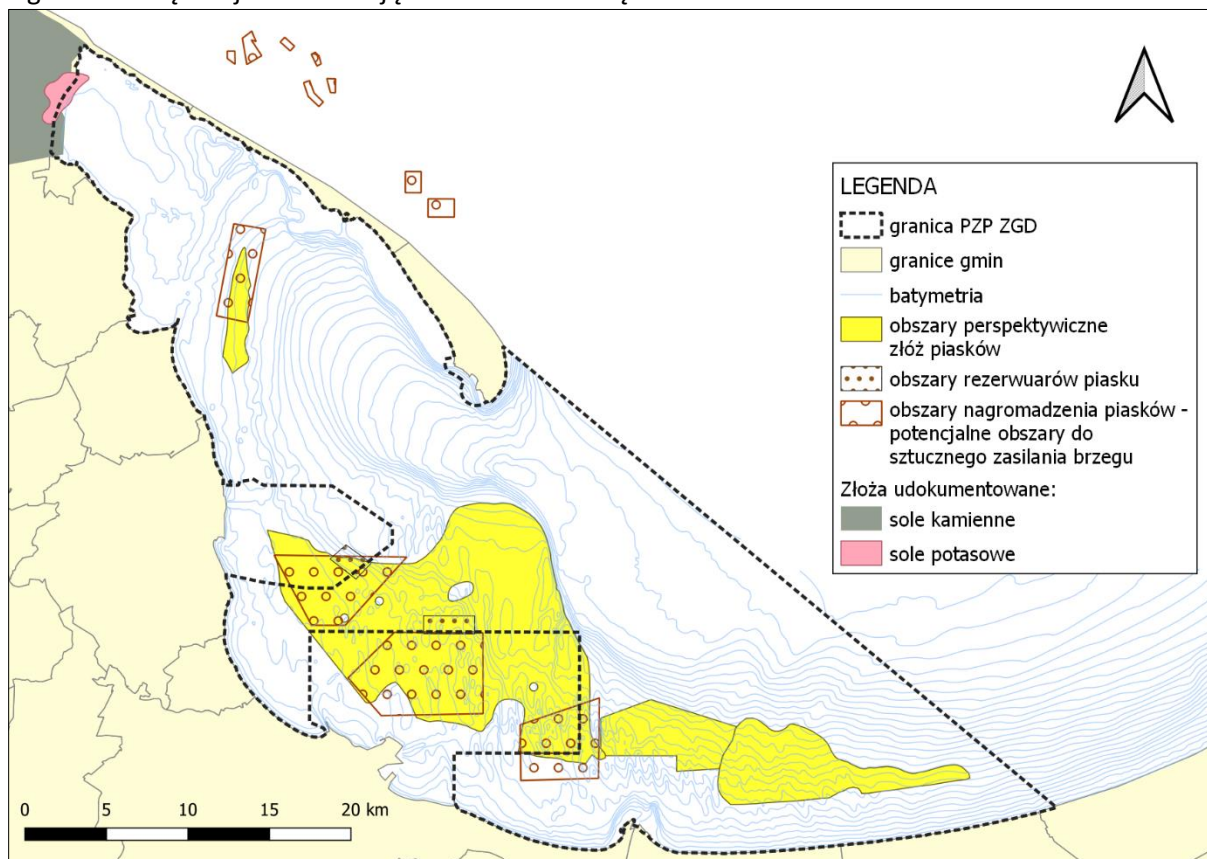 LEGENDA
granica PZP ZGD
granice gmin
batymetria
obszary perspektywiczne
złóż piasków
obszary rezerwuarów piasku
obszary nagromadzenia piasków -
potencjalne obszary do
sztucznego zasilania brzegu
Złoża udokumentowane:
sole kamienne
sole potasowe
0 5 10 15 20 km